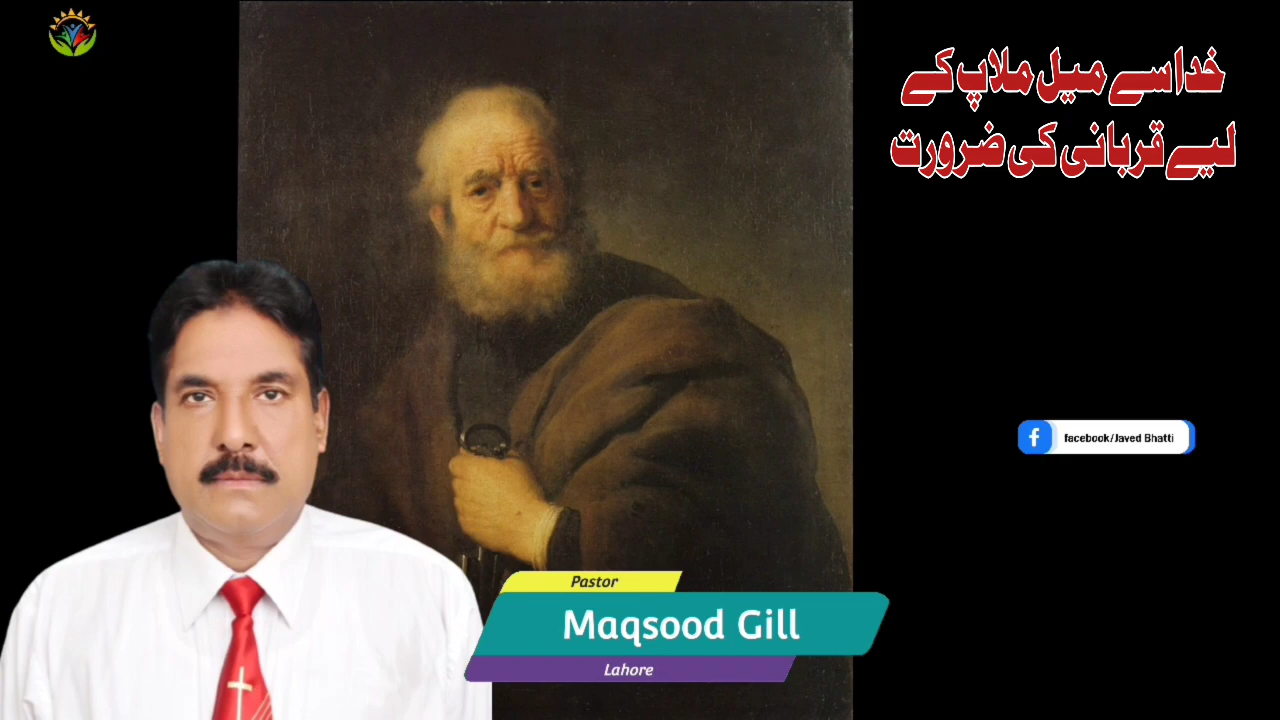 خدا سے میل ملاپ کے
لیے قربانی کی ضرورت
facebook/Javed Bhatti
Pastor
Maqsood Gill
Lahore